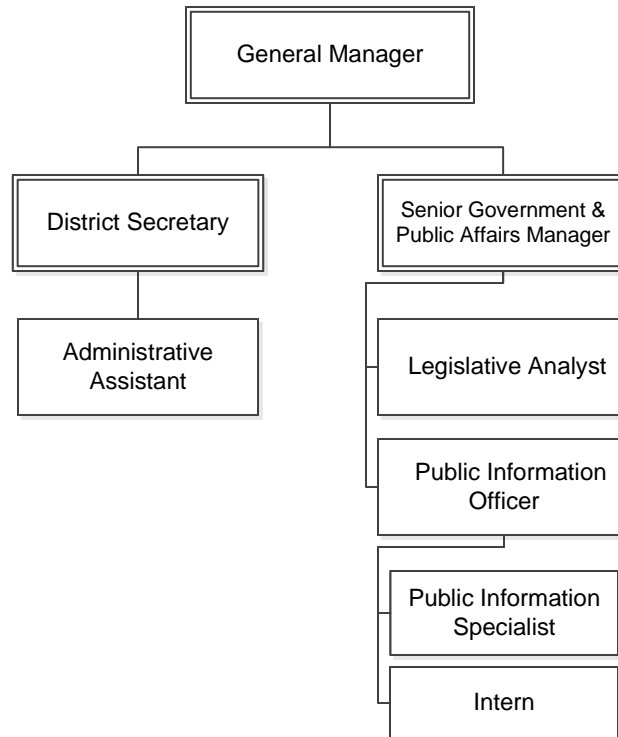 General Manager
District Secretary
Senior Government &
Public Affairs Manager
Administrative
Assistant
Legislative Analyst
Public Information
Officer
Public Information
Specialist
Intern